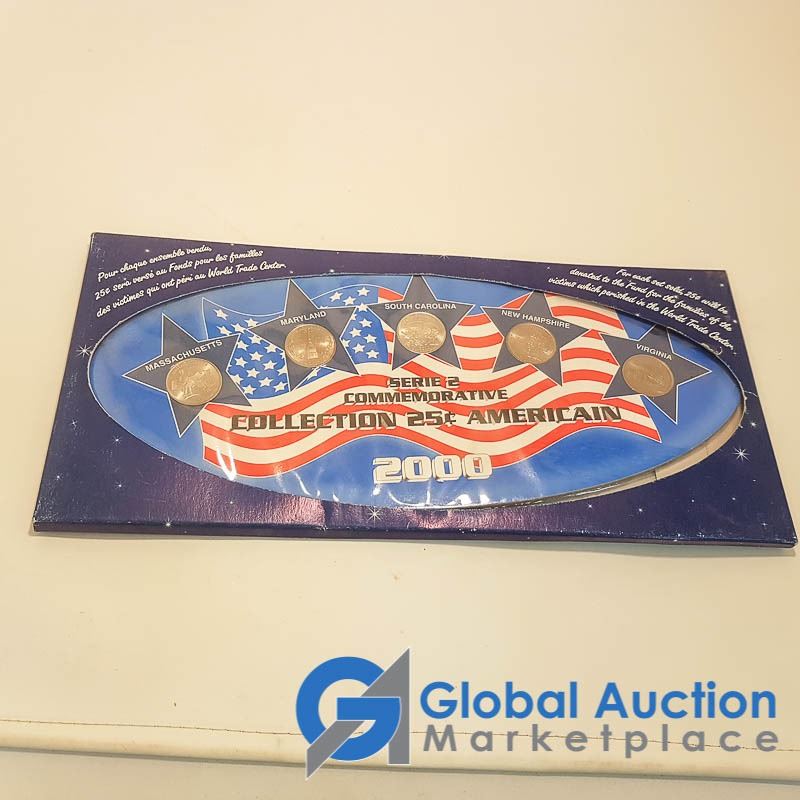 Pour chaque ensemble vendu,
25¢ sera versé au Fonds pour les familles
des victimes qui ont péri au World Trade Center.
For each set sold, 25¢ will be
donated to the Fund for the families of the
victims which perished in the World Trade Center.
MASSACHUSETTS
MARYLAND
SOUTH CAROLINA
NEW HAMPSHIRE
VIRGINIA
SERIE 2
COMMEMORATIVE
COLLECTION 25¢ AMERICAIN
2000
Global Auction
Marketplace